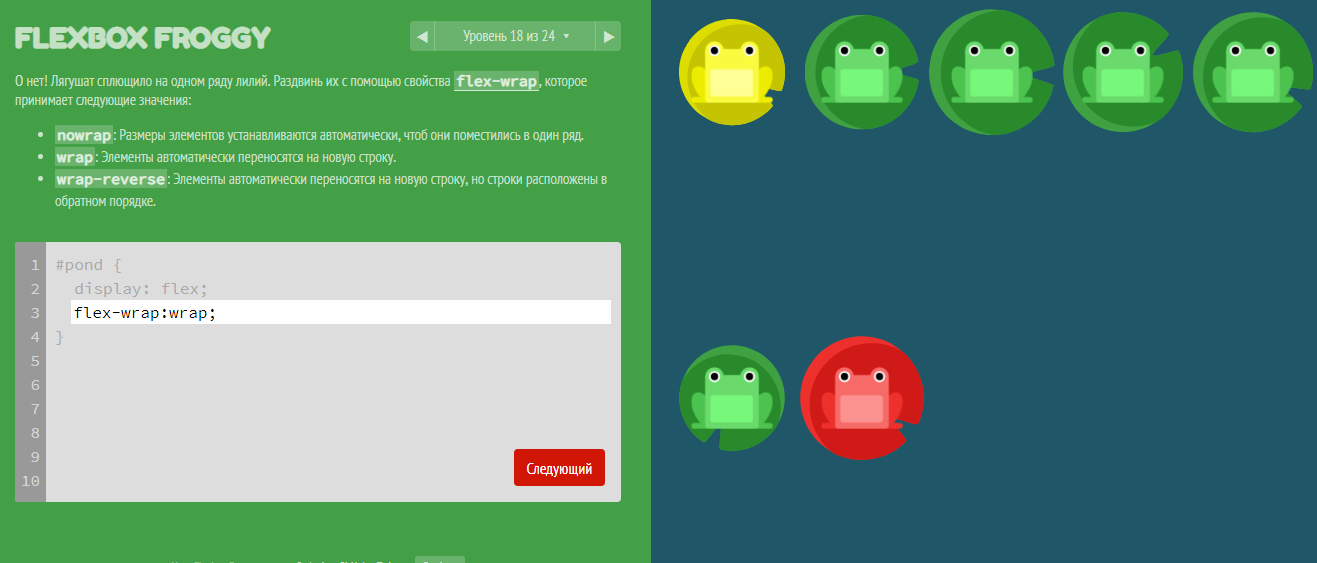 FLEXBOX FROGGY
◀ Уровень 18 из 24 ▾ ▶
О нет! Лягушат сплющило на одном ряду лилий. Раздвинь их с помощью свойства flex-wrap, которое
принимает следующие значения:
• nowrap: Размеры элементов устанавливаются автоматически, чтоб они поместились в один ряд.
• wrap: Элементы автоматически переносятся на новую строку.
• wrap-reverse: Элементы автоматически переносятся на новую строку, но строки расположены в
обратном порядке.
1 #pond {
2 display: flex;
3 flex-wrap:wrap;
4 }
5
6
7
8
9
10
Следующий